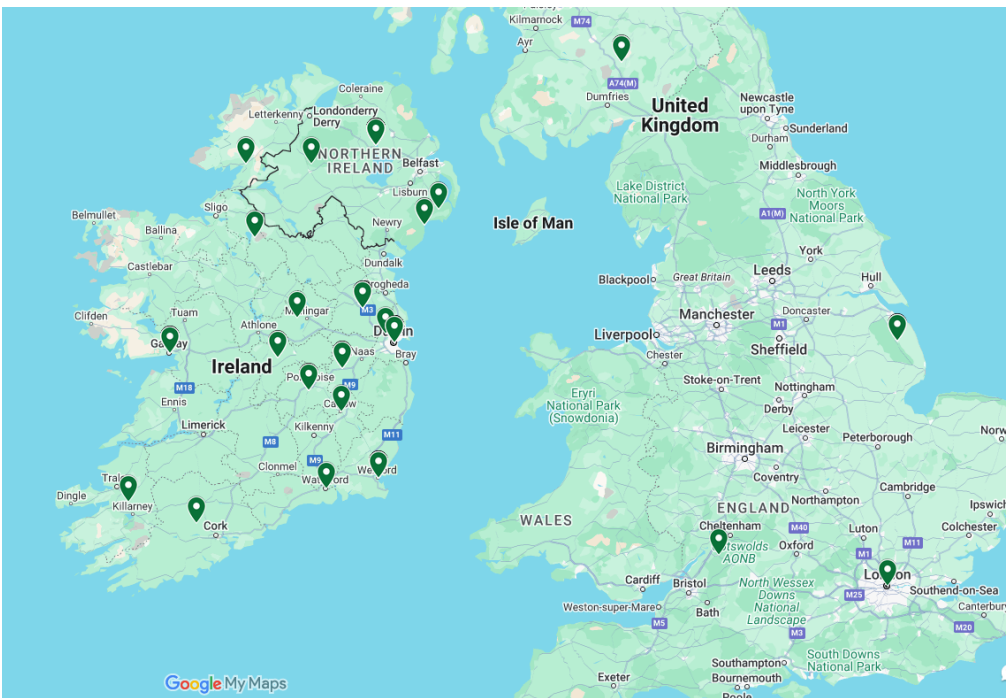 Paisley
Kilmarnock
M74
Ayr
A74(M)
Dumfries
United
Kingdom
Newcastle
upon Tyne
Sunderland
Durham
Middlesbrough
Coleraine
Letterkenny
Londonderry
Derry
NORTHERN
IRELAND
Belfast
Lisburn
Lake District
National Park
North York
Moors
National Park
A1(M)
Belmullet
Sligo
Ballina
Newry
Isle of Man
Dundalk
Castlebar
York
Leeds
Hull
Blackpool
Great Britain
Clifden
Tuam
Athlone
M3
Manchester
Doncaster
M1
Liverpool
Sheffield
Chester
Ireland
Naas
Bray
M18
M9
Ennis
Stoke-on-Trent
Nottingham
Derby
Eryri
National Park
(Snowdonia)
Limerick
Kilkenny
M8
M11
Leicester
Peterborough
Birmingham
Coventry
Clonmel
M9
Northampton
Cambridge
Dingle
Killarney
Cork
WALES
ENGLAND
Cheltenham
AONB
M40
Oxford
Luton
M1
M11
Colchester
Cardiff
Bristol
Bath
Weston-super-Mare
M5
North Wessex
Downs
National
Landscape
M25
Southend-on-Sea
Canterbury
M20
M3
Southampton
Bournemouth
Exeter
South Downs
National Park
Google My Maps